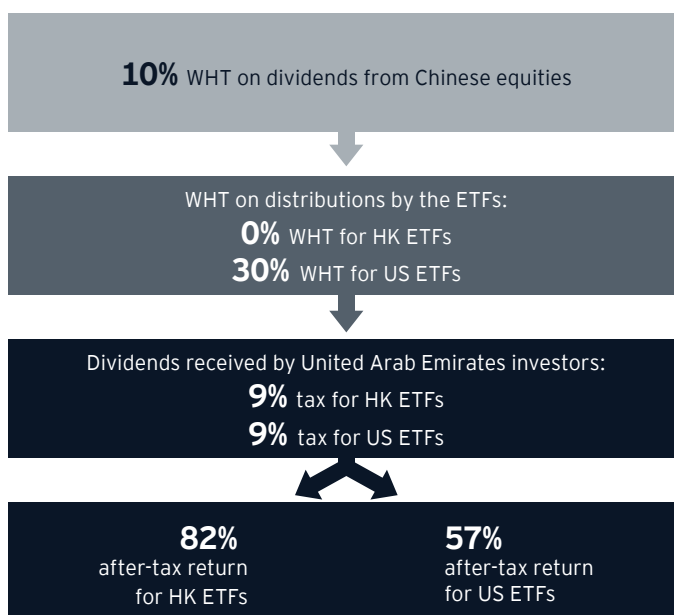 10% WHT on dividends from Chinese equities
WHT on distributions by the ETFs:
0% WHT for HK ETFs
30% WHT for US ETFs
Dividends received by United Arab Emirates investors:
9% tax for HK ETFs
9% tax for US ETFs
82%
after-tax return
for HK ETFs
57%
after-tax return
for US ETFs